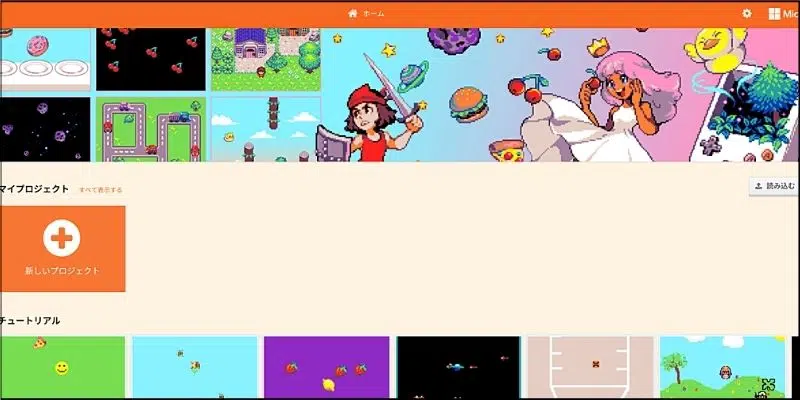 ホーム
Mic
マイプロジェクト すべて表示する
読み込む
新しいプロジェクト
チュートリアル